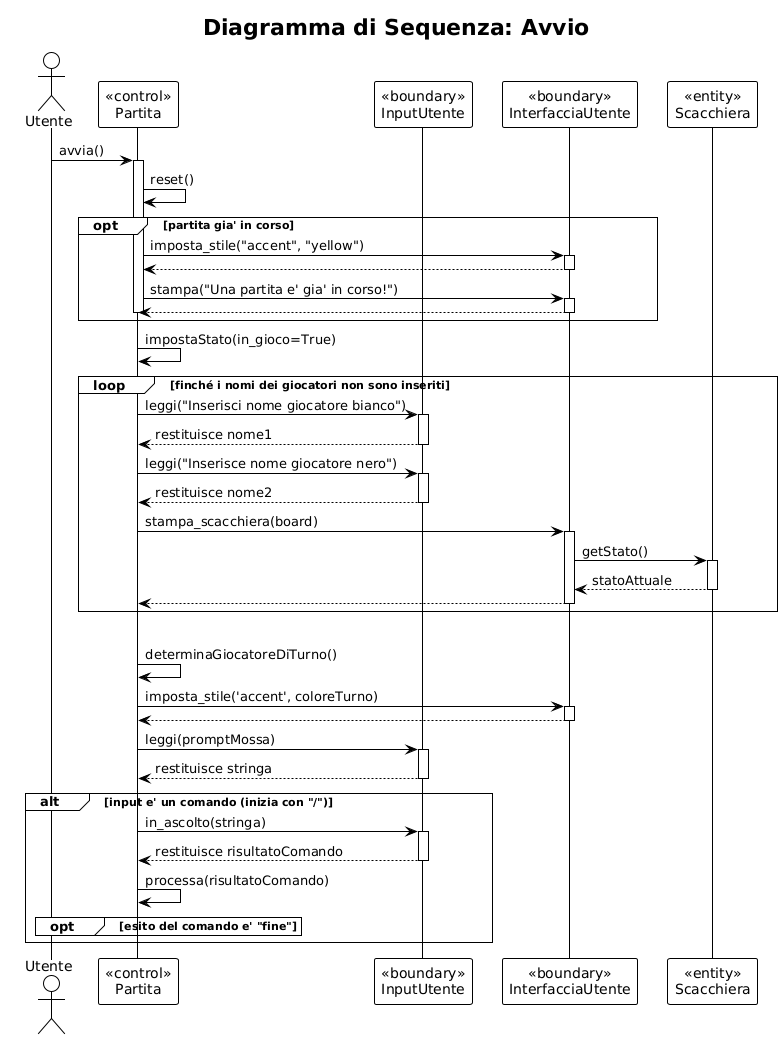 Diagramma di Sequenza: Avvio
Utente
«control»
Partita
«boundary»
InputUtente
«boundary»
InterfacciaUtente
«entity»
Scacchiera
avvia()
reset()
opt [partita gia' in corso]
imposta_stile("accent", "yellow")
stampa("Una partita e' gia' in corso!")
impostaStato(in_gioco=True)
loop [finché i nomi dei giocatori non sono inseriti]
leggi("Inserisci nome giocatore bianco")
restituisce nome1
leggi("Inserisce nome giocatore nero")
restituisce nome2
stampa_scacchiera(board)
getStato()
statoAttuale
determinaGiocatoreDiTurno()
imposta_stile('accent', coloreTurno)
leggi(promptMossa)
restituisce stringa
alt [input e' un comando (inizia con "/")]
in_ascolto(stringa)
restituisce risultatoComando
processa(risultatoComando)
opt [esito del comando e' "fine"]
Utente
«control»
Partita
«boundary»
InputUtente
«boundary»
InterfacciaUtente
«entity»
Scacchiera